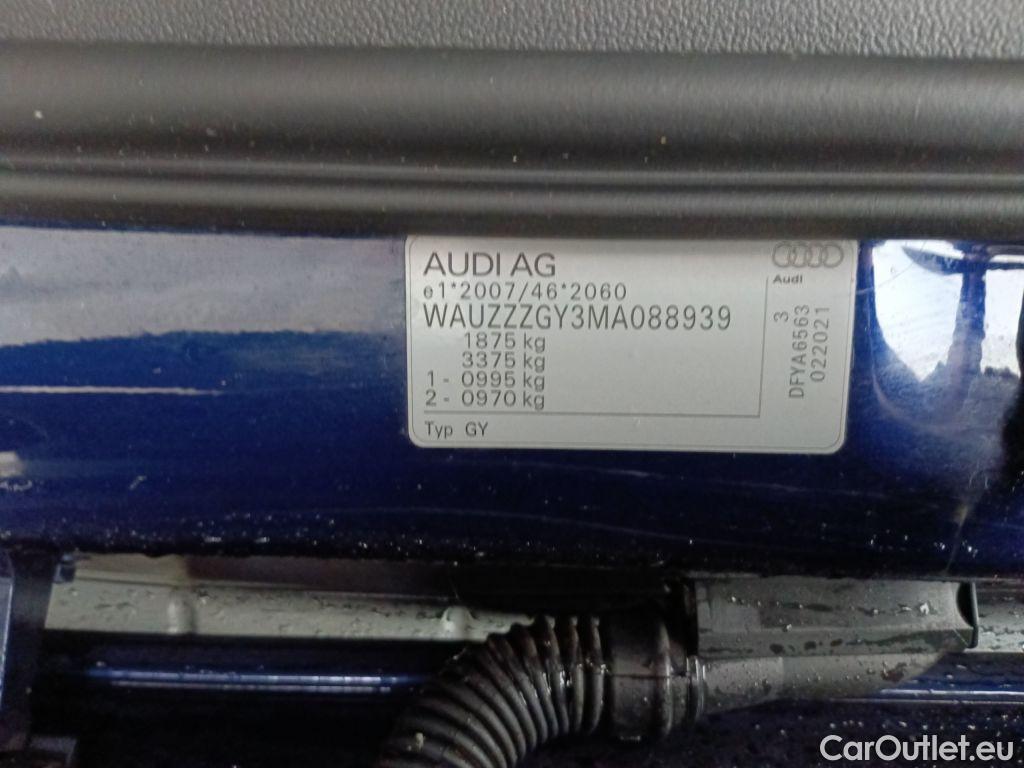 AUDI AG
e1*2007/46*2060
WAUZZZGY3MA088939
1875 kg
3375 kg
1 - 0995 kg
2 - 0970 kg
Typ GY
Audi
3
DFYA6563
022021
CarOutlet.eu